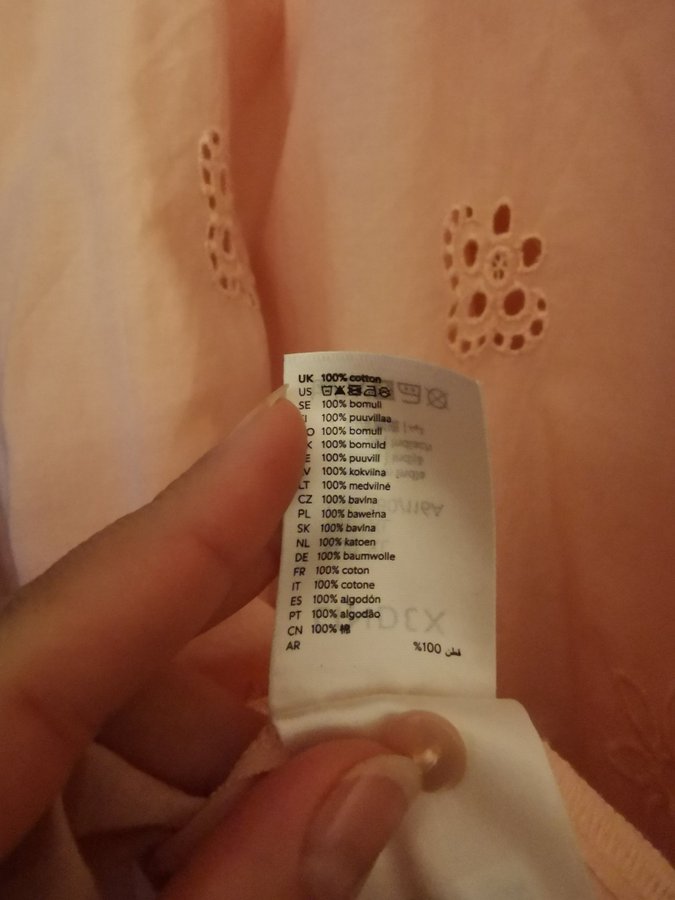 UK 100% cotton
US
SE 100% bomull
100% puuvillaa
100% bomull
100% bomuld
100% puuvill
100% kokvilna
LT 100% medvilnė
CZ 100% bavlna
PL 100% bawełna
SK 100% bavlna
NL 100% katoen
DE 100% baumwolle
FR 100% coton
IT 100% cotone
ES 100% algodón
PT 100% algodão
CN 100% 棉
AR %100 قطن